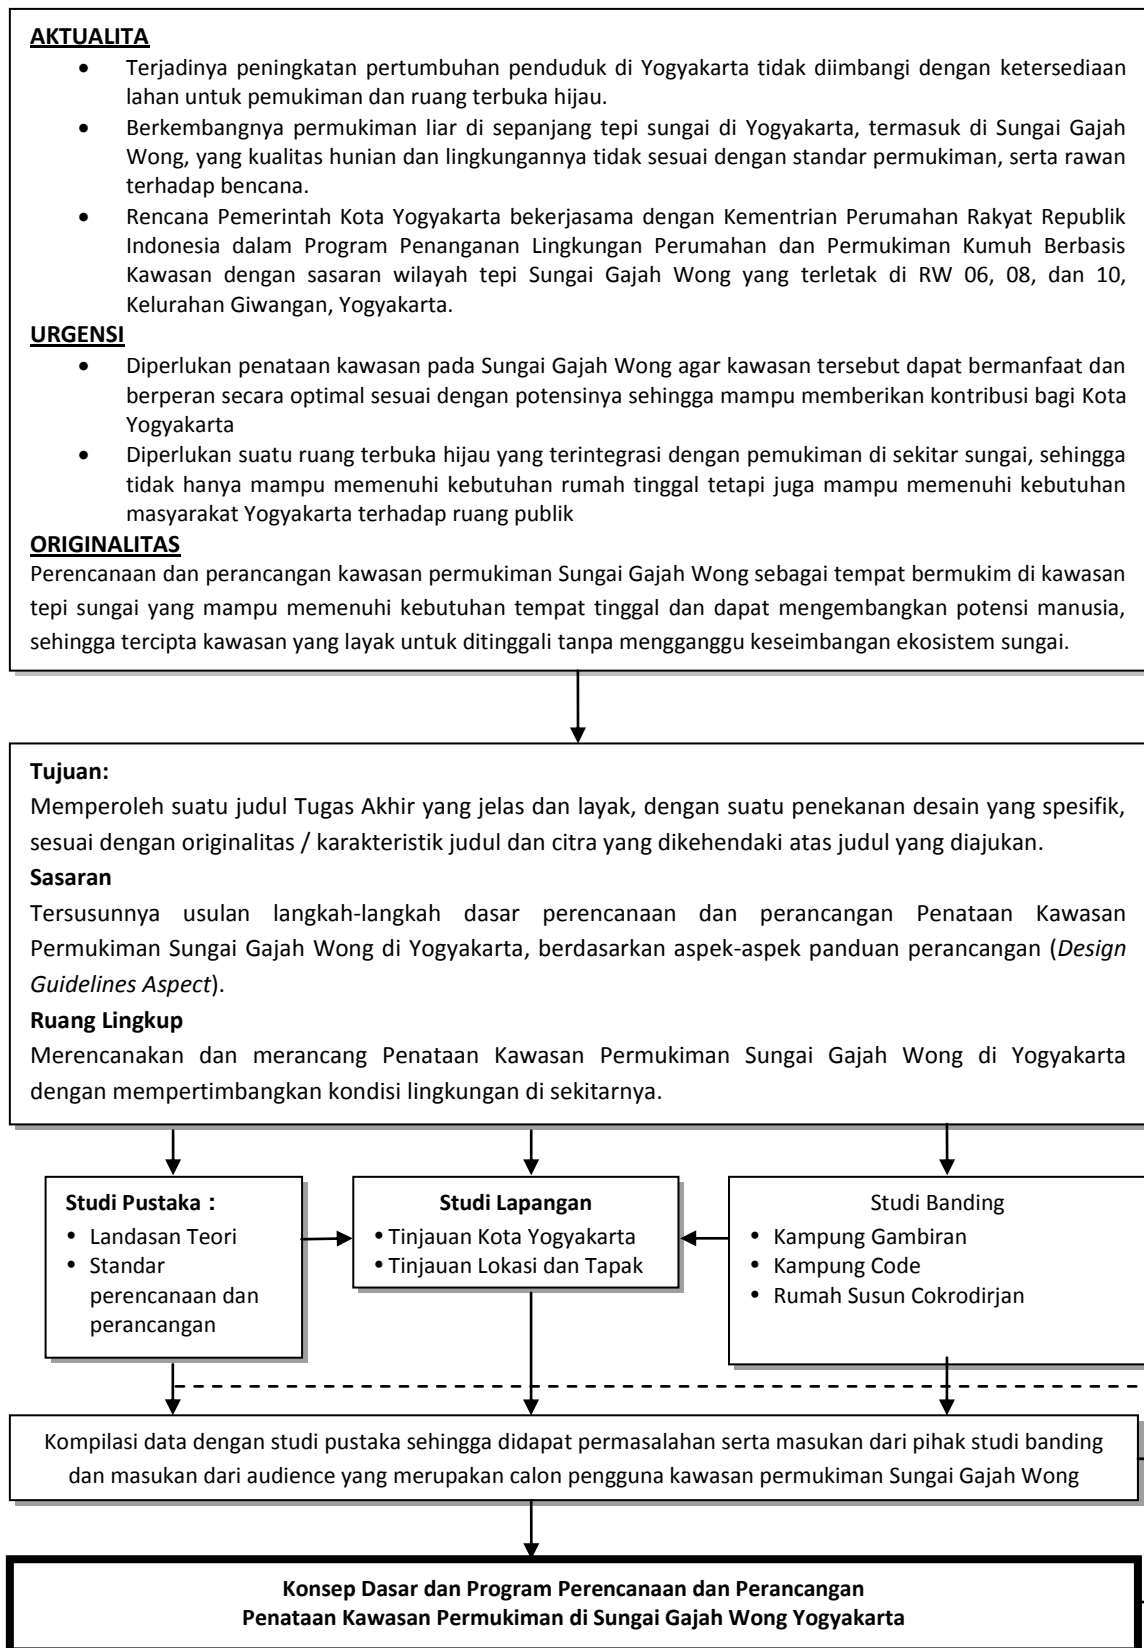 AKTUALITA
• Terjadinya peningkatan pertumbuhan penduduk di Yogyakarta tidak diimbangi dengan ketersediaan
lahan untuk pemukiman dan ruang terbuka hijau.
• Berkembangnya permukiman liar di sepanjang tepi sungai di Yogyakarta, termasuk di Sungai Gajah
Wong, yang kualitas hunian dan lingkungannya tidak sesuai dengan standar permukiman, serta rawan
terhadap bencana.
• Rencana Pemerintah Kota Yogyakarta bekerjasama dengan Kementrian Perumahan Rakyat Republik
Indonesia dalam Program Penanganan Lingkungan Perumahan dan Permukiman Kumuh Berbasis
Kawasan dengan sasaran wilayah tepi Sungai Gajah Wong yang terletak di RW 06, 08, dan 10,
Kelurahan Giwangan, Yogyakarta.
URGENSI
• Diperlukan penataan kawasan pada Sungai Gajah Wong agar kawasan tersebut dapat bermanfaat dan
berperan secara optimal sesuai dengan potensinya sehingga mampu memberikan kontribusi bagi Kota
Yogyakarta
• Diperlukan suatu ruang terbuka hijau yang terintegrasi dengan pemukiman di sekitar sungai, sehingga
tidak hanya mampu memenuhi kebutuhan rumah tinggal tetapi juga mampu memenuhi kebutuhan
masyarakat Yogyakarta terhadap ruang publik
ORIGINALITAS
Perencanaan dan perancangan kawasan permukiman Sungai Gajah Wong sebagai tempat bermukim di kawasan
tepi sungai yang mampu memenuhi kebutuhan tempat tinggal dan dapat mengembangkan potensi manusia,
sehingga tercipta kawasan yang layak untuk ditinggali tanpa mengganggu keseimbangan ekosistem sungai.
Tujuan:
Memperoleh suatu judul Tugas Akhir yang jelas dan layak, dengan suatu penekanan desain yang spesifik,
sesuai dengan originalitas / karakteristik judul dan citra yang dikehendaki atas judul yang diajukan.
Sasaran
Tersusunnya usulan langkah-langkah dasar perencanaan dan perancangan Penataan Kawasan
Permukiman Sungai Gajah Wong di Yogyakarta, berdasarkan aspek-aspek panduan perancangan (Design
Guidelines Aspect).
Ruang Lingkup
Merencanakan dan merancang Penataan Kawasan Permukiman Sungai Gajah Wong di Yogyakarta
dengan mempertimbangkan kondisi lingkungan di sekitarnya.
Studi Pustaka :
• Landasan Teori
• Standar
perencanaan dan
perancangan
Studi Lapangan
• Tinjauan Kota Yogyakarta
• Tinjauan Lokasi dan Tapak
Studi Banding
• Kampung Gambiran
• Kampung Code
• Rumah Susun Cokrodirjan
Kompilasi data dengan studi pustaka sehingga didapat permasalahan serta masukan dari pihak studi banding
dan masukan dari audience yang merupakan calon pengguna kawasan permukiman Sungai Gajah Wong
Konsep Dasar dan Program Perencanaan dan Perancangan
Penataan Kawasan Permukiman di Sungai Gajah Wong Yogyakarta